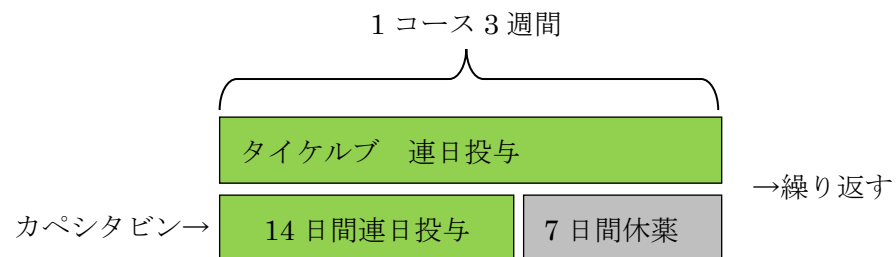 1 コース 3 週間
タイケルブ　連日投与
→繰り返す
カペシタビン→
14 日間連日投与
7 日間休薬